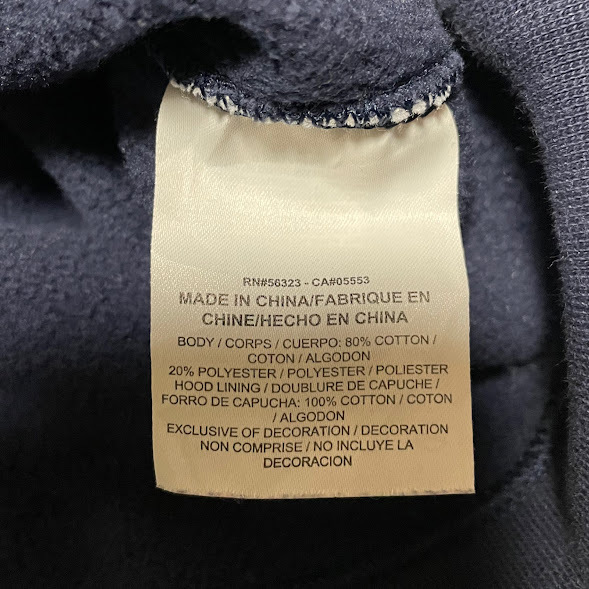 RN#56323 - CA#05553
MADE IN CHINA/FABRIQUE EN
CHINE/HECHO EN CHINA
BODY / CORPS / CUERPO: 80% COTTON /
COTON / ALGODON
20% POLYESTER / POLYESTER / POLIESTER
HOOD LINING / DOUBLURE DE CAPUCHE /
FORRO DE CAPUCHA: 100% COTTON / COTON
/ ALGODON
EXCLUSIVE OF DECORATION / DECORATION
NON COMPRISE / NO INCLUYE LA
DECORACION